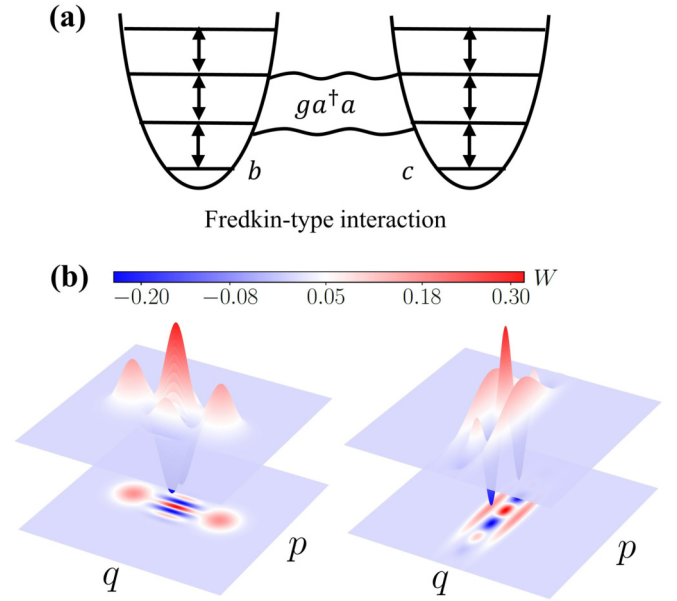 (a)
ga†a
b
c
Fredkin-type interaction
(b)
W
−0.20 −0.08 0.05 0.18 0.30
p
q
p
q